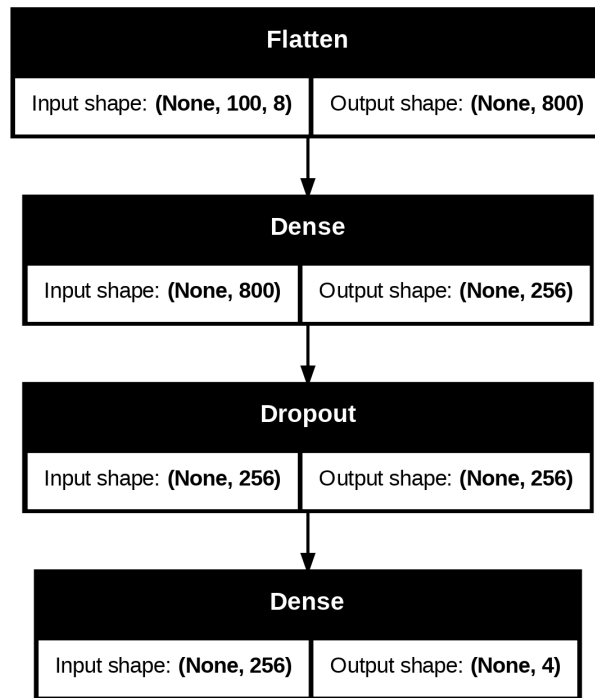 Flatten
Input shape: (None, 100, 8) Output shape: (None, 800)
Dense
Input shape: (None, 800) Output shape: (None, 256)
Dropout
Input shape: (None, 256) Output shape: (None, 256)
Dense
Input shape: (None, 256) Output shape: (None, 4)